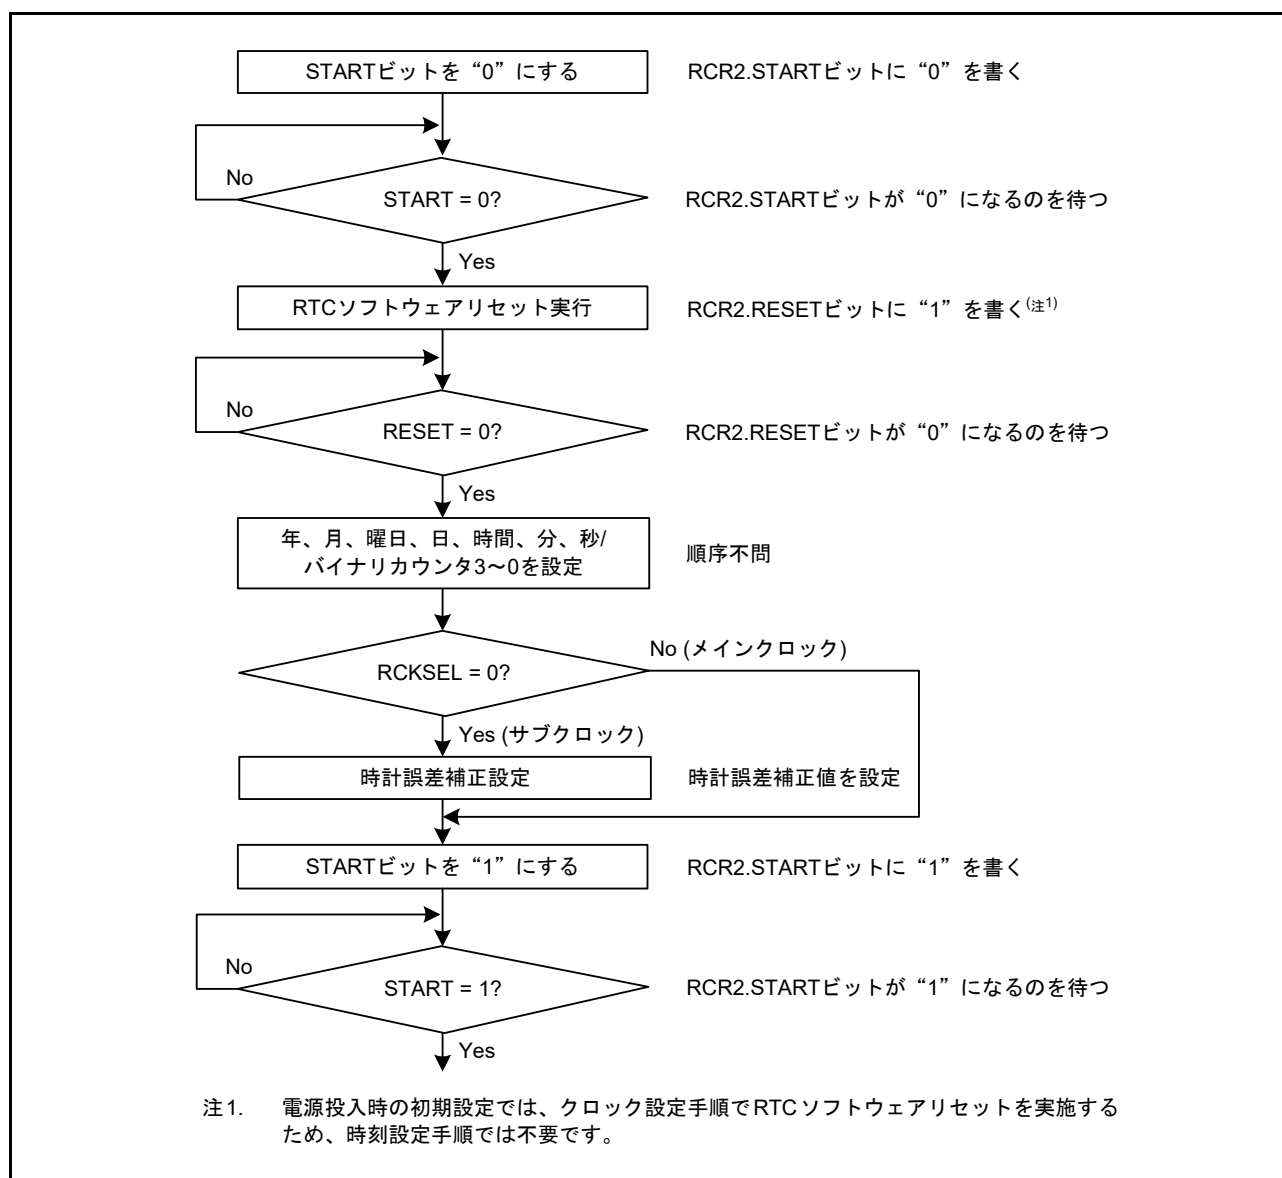 STARTビットを“0”にする
RCR2.STARTビットに“0”を書く
No
START = 0?
RCR2.STARTビットが“0”になるのを待つ
Yes
RTCソフトウェアリセット実行
RCR2.RESETビットに“1”を書く(注1)
No
RESET = 0?
RCR2.RESETビットが“0”になるのを待つ
Yes
年、月、曜日、日、時間、分、秒/
バイナリカウンタ3～0を設定
順序不問
No (メインクロック)
RCKSEL = 0?
Yes (サブクロック)
時計誤差補正設定
時計誤差補正値を設定
STARTビットを“1”にする
RCR2.STARTビットに“1”を書く
No
START = 1?
RCR2.STARTビットが“1”になるのを待つ
Yes
注1. 電源投入時の初期設定では、クロック設定手順でRTCソフトウェアリセットを実施する
ため、時刻設定手順では不要です。